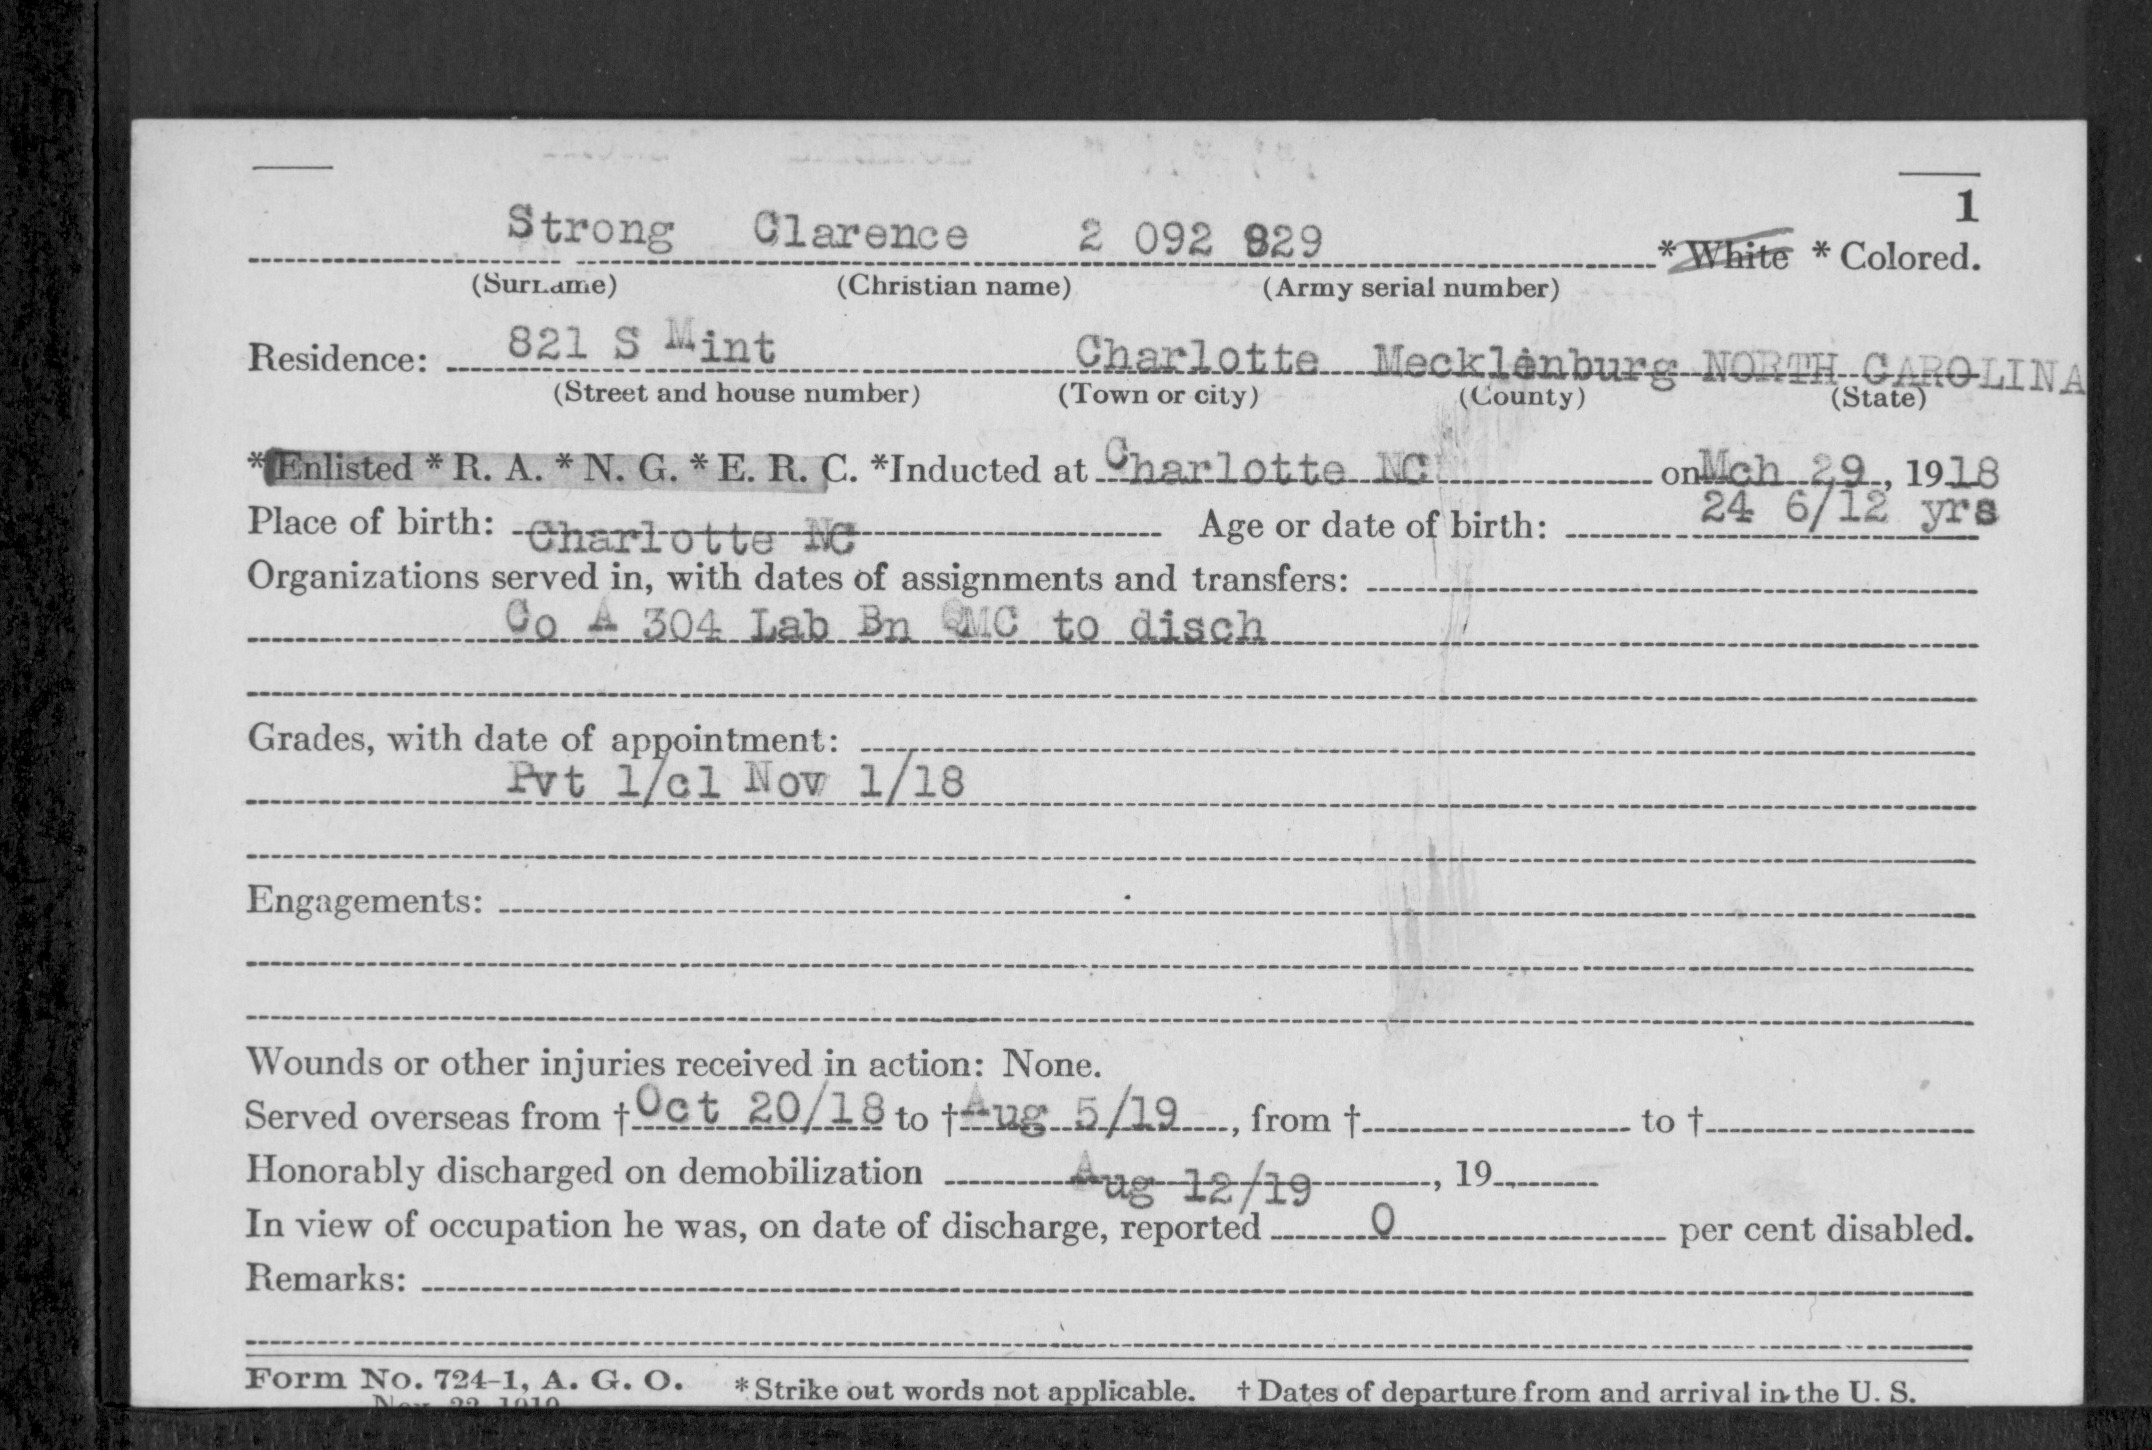 1
Strong Clarence 2 092 829 * White * Colored.
(Surname) (Christian name) (Army serial number)
Residence: 821 S Mint Charlotte Mecklenburg NORTH CAROLINA
(Street and house number) (Town or city) (County) (State)
*Enlisted * R. A. * N. G. * E. R. C. *Inducted at Charlotte NC on Mch 29, 1918
Place of birth: Charlotte NC Age or date of birth: 24 6/12 yrs
Organizations served in, with dates of assignments and transfers:
Co A 304 Lab Bn QMC to disch
Grades, with date of appointment:
Pvt 1/cl Nov 1/18
Engagements:
Wounds or other injuries received in action: None.
Served overseas from † Oct 20/18 to † Aug 5/19, from † to †
Honorably discharged on demobilization Aug 12/19, 19
In view of occupation he was, on date of discharge, reported 0 per cent disabled.
Remarks:
Form No. 724-1, A. G. O. * Strike out words not applicable. † Dates of departure from and arrival in the U. S.
Nov. 22 1919